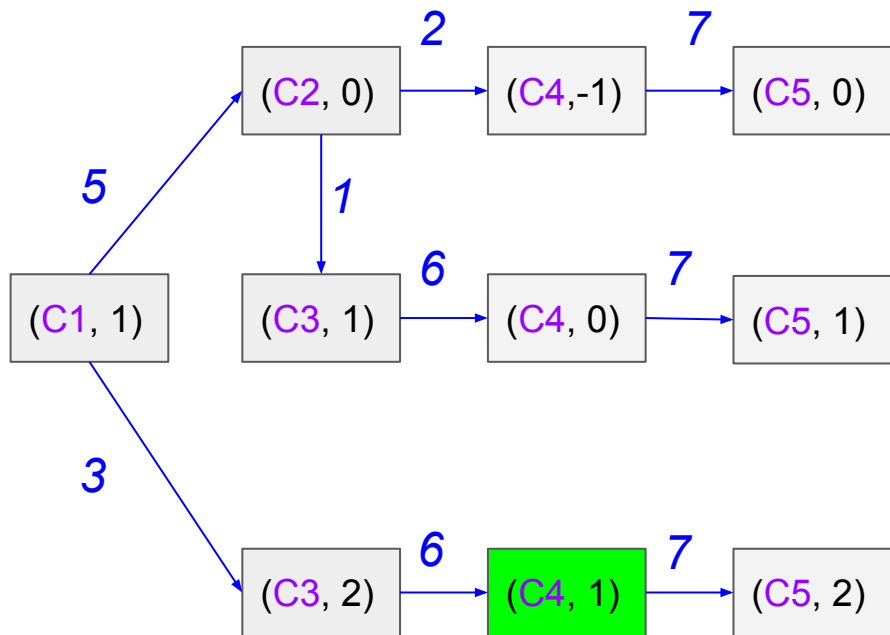 2 7
(C2, 0) (C4,-1) (C5, 0)
5 1
6 7
(C1, 1) (C3, 1) (C4, 0) (C5, 1)
3
6 7
(C3, 2) (C4, 1) (C5, 2)